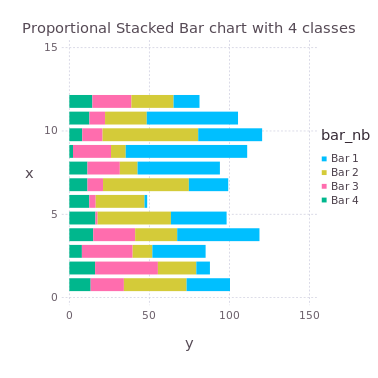 Proportional Stacked Bar chart with 4 classes
15
10
5
0
x
0 50 100 150
y
bar_nb
Bar 1
Bar 2
Bar 3
Bar 4